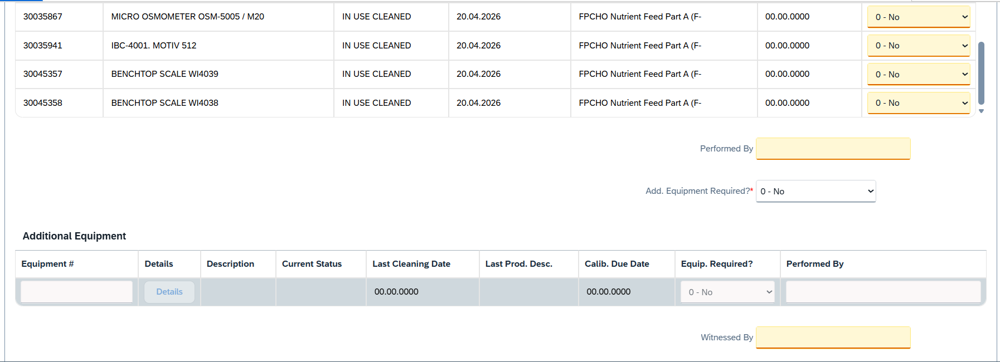 30035867 MICRO OSMOMETER OSM-5005 / M20 IN USE CLEANED 20.04.2026 FPCHO Nutrient Feed Part A (F- 00.00.0000 0 - No
30035941 IBC-4001. MOTIV 512 IN USE CLEANED 20.04.2026 FPCHO Nutrient Feed Part A (F- 00.00.0000 0 - No
30045357 BENCHTOP SCALE WI4039 IN USE CLEANED 20.04.2026 FPCHO Nutrient Feed Part A (F- 00.00.0000 0 - No
30045358 BENCHTOP SCALE WI4038 IN USE CLEANED 20.04.2026 FPCHO Nutrient Feed Part A (F- 00.00.0000 0 - No
Performed By
Add. Equipment Required?* 0 - No
Additional Equipment
Equipment # Details Description Current Status Last Cleaning Date Last Prod. Desc. Calib. Due Date Equip. Required? Performed By
Details 00.00.0000 00.00.0000 0 - No
Witnessed By